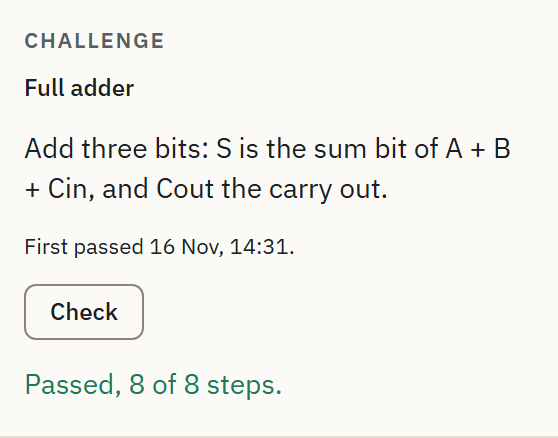 CHALLENGE
Full adder
Add three bits: S is the sum bit of A + B
+ Cin, and Cout the carry out.
First passed 16 Nov, 14:31.
Check
Passed, 8 of 8 steps.